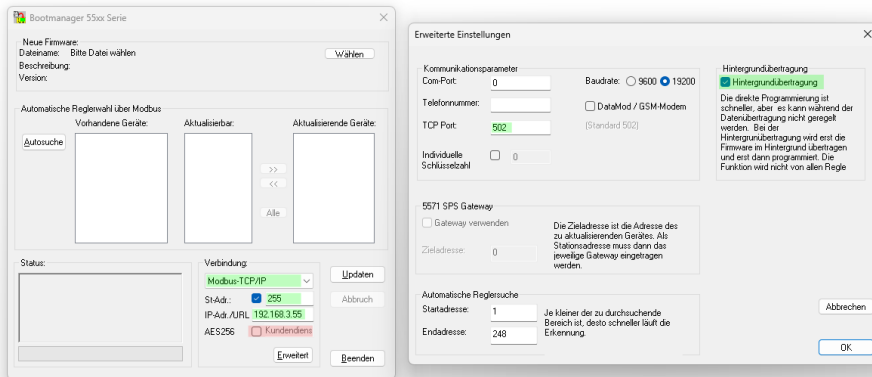 Bootmanager 55xx Serie
Neue Firmware:
Dateiname: Bitte Datei wählen
Wählen
Beschreibung:
Version:
Automatische Reglerwahl über Modbus
Vorhandene Geräte: Aktualisierbar: Aktualisierende Geräte:
Autosuche
>>
<<
Alle
Status:
Verbindung:
Modbus-TCP/IP
St-Adr.: 255
IP-Adr./URL 192.168.3.55
AES256 Kundendiens
Erweitert
Updaten
Abbruch
Beenden
Erweiterte Einstellungen
Kommunikationsparameter
Com-Port: 0 Baudrate: 9600 19200
Telefonnummer: DataMod / GSM-Modem
TCP Port: 502 (Standard 502)
Individuelle
Schlüsselzahl 0
Hintergrundübertragung
Hintergrundübertragung
Die direkte Programmierung ist
schneller, aber es kann während der
Datenübertragung nicht geregelt
werden. Bei der
Hintergrunübertragung wird erst die
Firmware im Hintergrund übertragen
und erst dann programmiert. Die
Funktion wird nicht von allen Regle
5571 SPS Gateway
Gateway verwenden
Zieladresse: 0
Die Zieladresse ist die Adresse des
zu aktualisierenden Gerätes. Als
Stationsadresse muss dann das
jeweilige Gateway eingetragen
werden.
Automatische Reglersuche
Startadresse: 1
Endadresse: 248
Je kleiner der zu durchsuchende
Bereich ist, desto schneller läuft die
Erkennung.
Abbrechen
OK